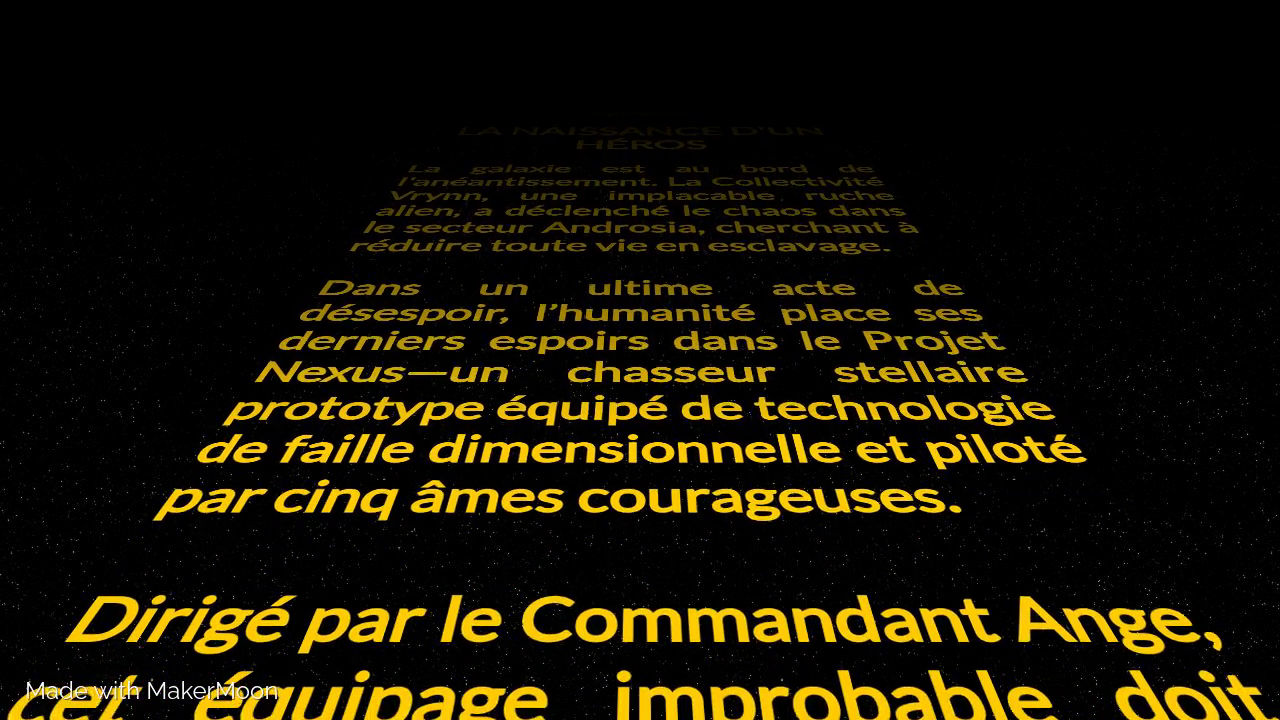 LA NAISSANCE D'UN
HÉROS
La galaxie est au bord de
l'anéantissement. La Collectivité
Vrynn, une implacable ruche
alien, a déclenché le chaos dans
le secteur Androsia, cherchant à
réduire toute vie en esclavage.
Dans un ultime acte de
désespoir, l'humanité place ses
derniers espoirs dans le Projet
Nexus—un chasseur stellaire
prototype équipé de technologie
de faille dimensionnelle et piloté
par cinq âmes courageuses.
Dirigé par le Commandant Ange,
cet équipage improbable doit
Made with MakerMoon